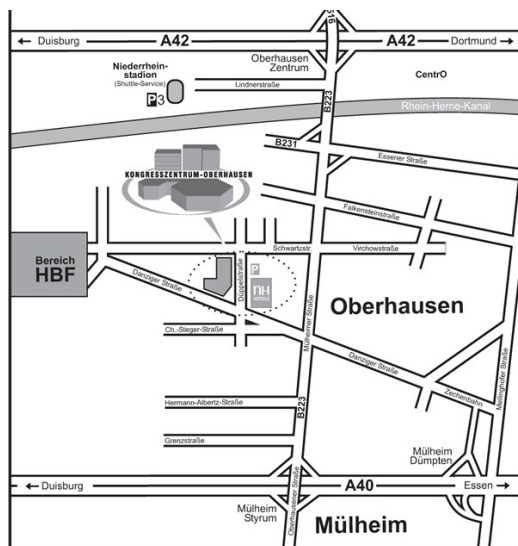 ← Duisburg
A42
B516
A42
Dortmund →
Niederrhein-
stadion
(Shuttle-Service)
P3
Oberhausen
Zentrum
CentrO
Lindnerstraße
B223
Rhein-Herne-Kanal
B231
Essener Straße
KONGRESSZENTRUM-OBERHAUSEN
Falkensteinstraße
Bereich
HBF
Schwartzstr.
Virchowstraße
Danziger Straße
Düppelstraße
P
nH
HOTELS
Oberhausen
Mülheimer Straße
Ch.-Steger-Straße
Danziger Straße
Mellinghofer Straße
Zechenbahn
Hermann-Albertz-Straße
B223
Grenzstraße
Mülheim
Dümpten
← Duisburg
A40
Essen →
Mülheim
Styrum
Oberhausener Straße
Mülheim